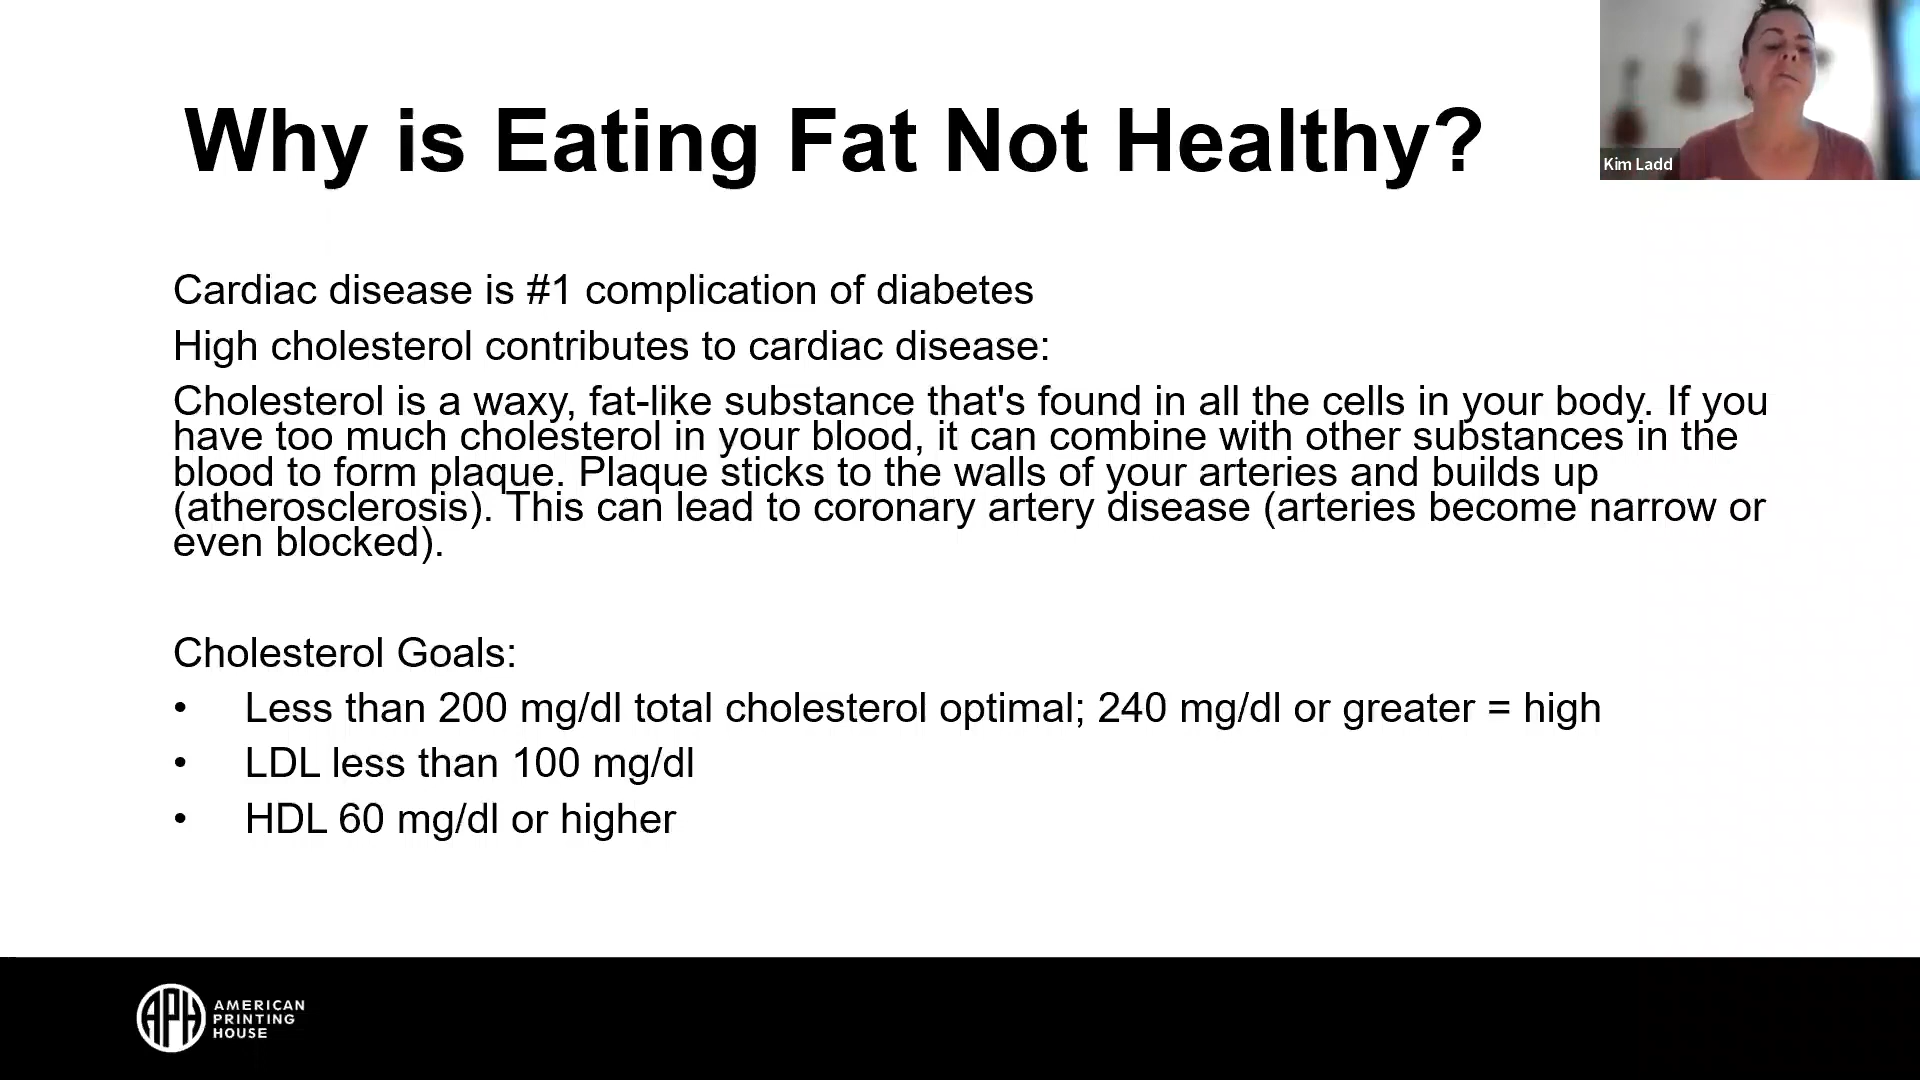 Why is Eating Fat Not Healthy?
Kim Ladd
Cardiac disease is #1 complication of diabetes
High cholesterol contributes to cardiac disease:
Cholesterol is a waxy, fat-like substance that's found in all the cells in your body. If you
have too much cholesterol in your blood, it can combine with other substances in the
blood to form plaque. Plaque sticks to the walls of your arteries and builds up
(atherosclerosis). This can lead to coronary artery disease (arteries become narrow or
even blocked).
Cholesterol Goals:
• Less than 200 mg/dl total cholesterol optimal; 240 mg/dl or greater = high
• LDL less than 100 mg/dl
• HDL 60 mg/dl or higher
APH
AMERICAN
PRINTING
HOUSE